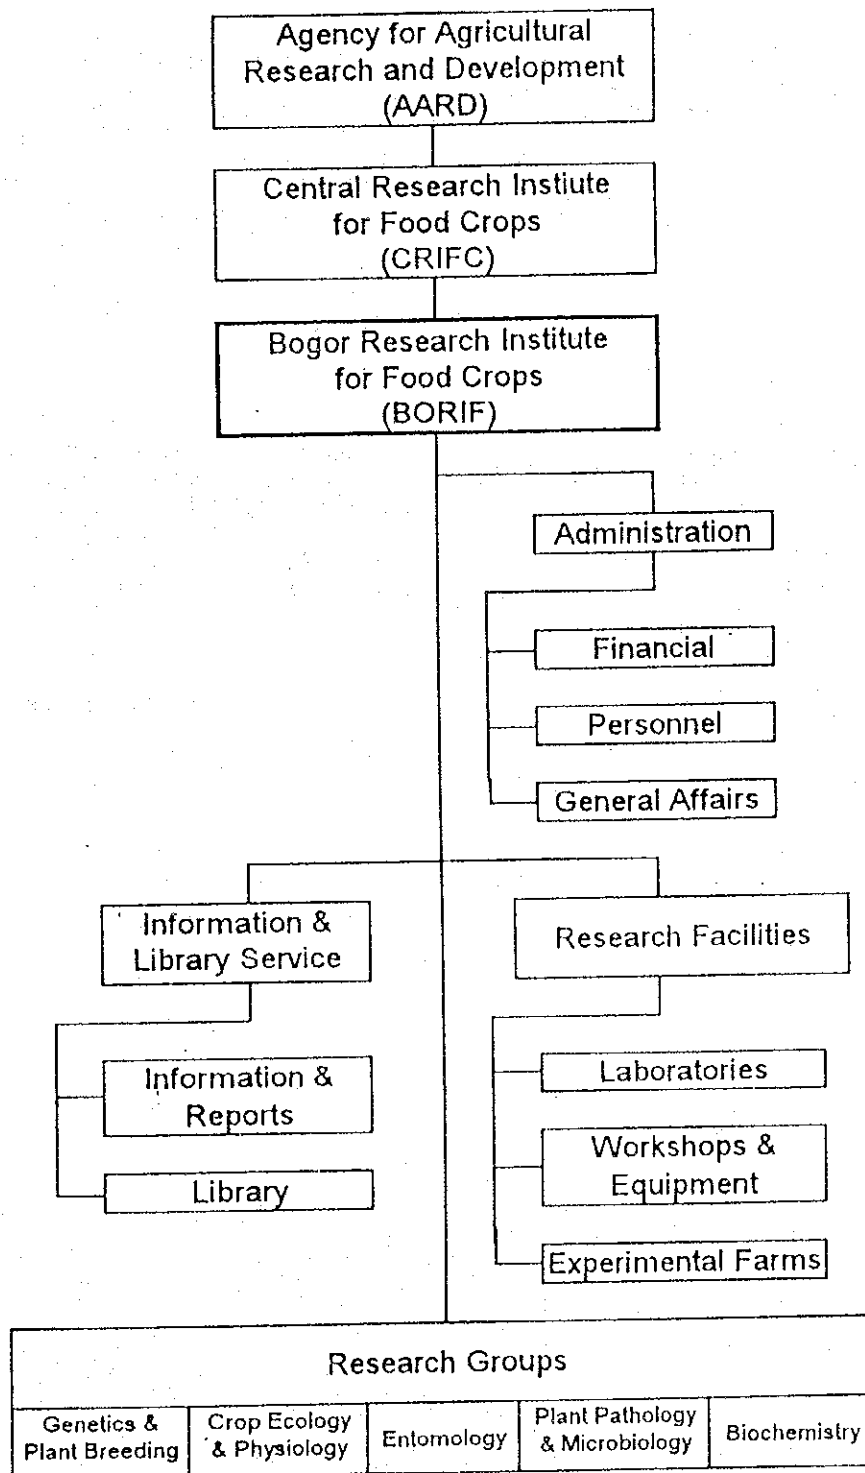 Agency for Agricultural
Research and Development
(AARD)
Central Research Instiute
for Food Crops
(CRIFC)
Bogor Research Institute
for Food Crops
(BORIF)
Administration
Financial
Personnel
General Affairs
Information &
Library Service
Research Facilities
Information &
Reports
Library
Laboratories
Workshops &
Equipment
Experimental Farms
Research Groups
Genetics &
Plant Breeding
Crop Ecology
& Physiology
Entomology
Plant Pathology
& Microbiology
Biochemistry